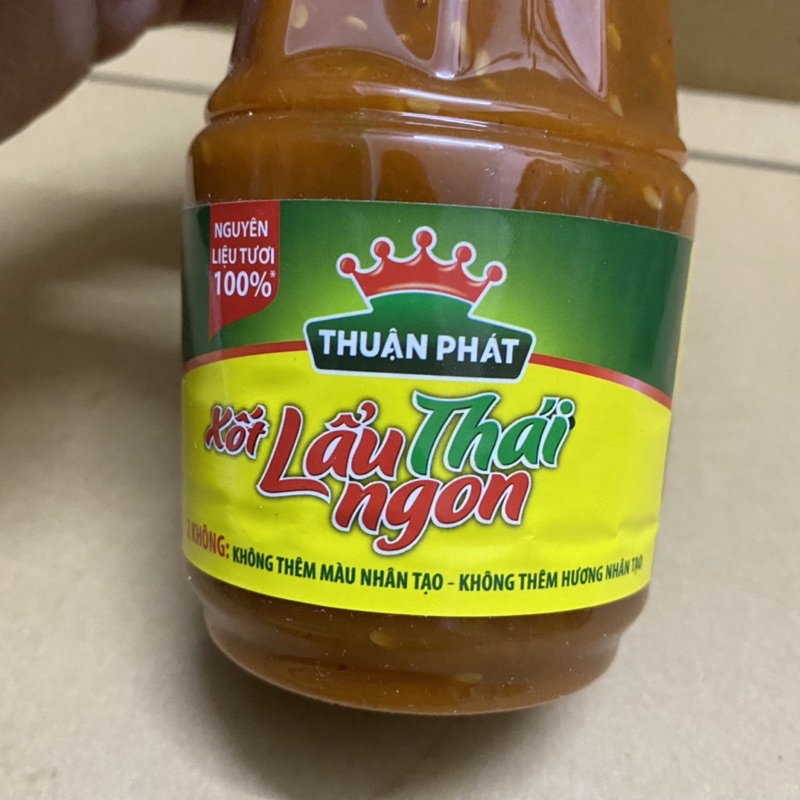 NGUYÊN
LIỆU TƯƠI
100%*
THUẬN PHÁT
Xốt Lẩu Thái
ngon
2 KHÔNG: KHÔNG THÊM MÀU NHÂN TẠO - KHÔNG THÊM HƯƠNG NHÂN TẠO